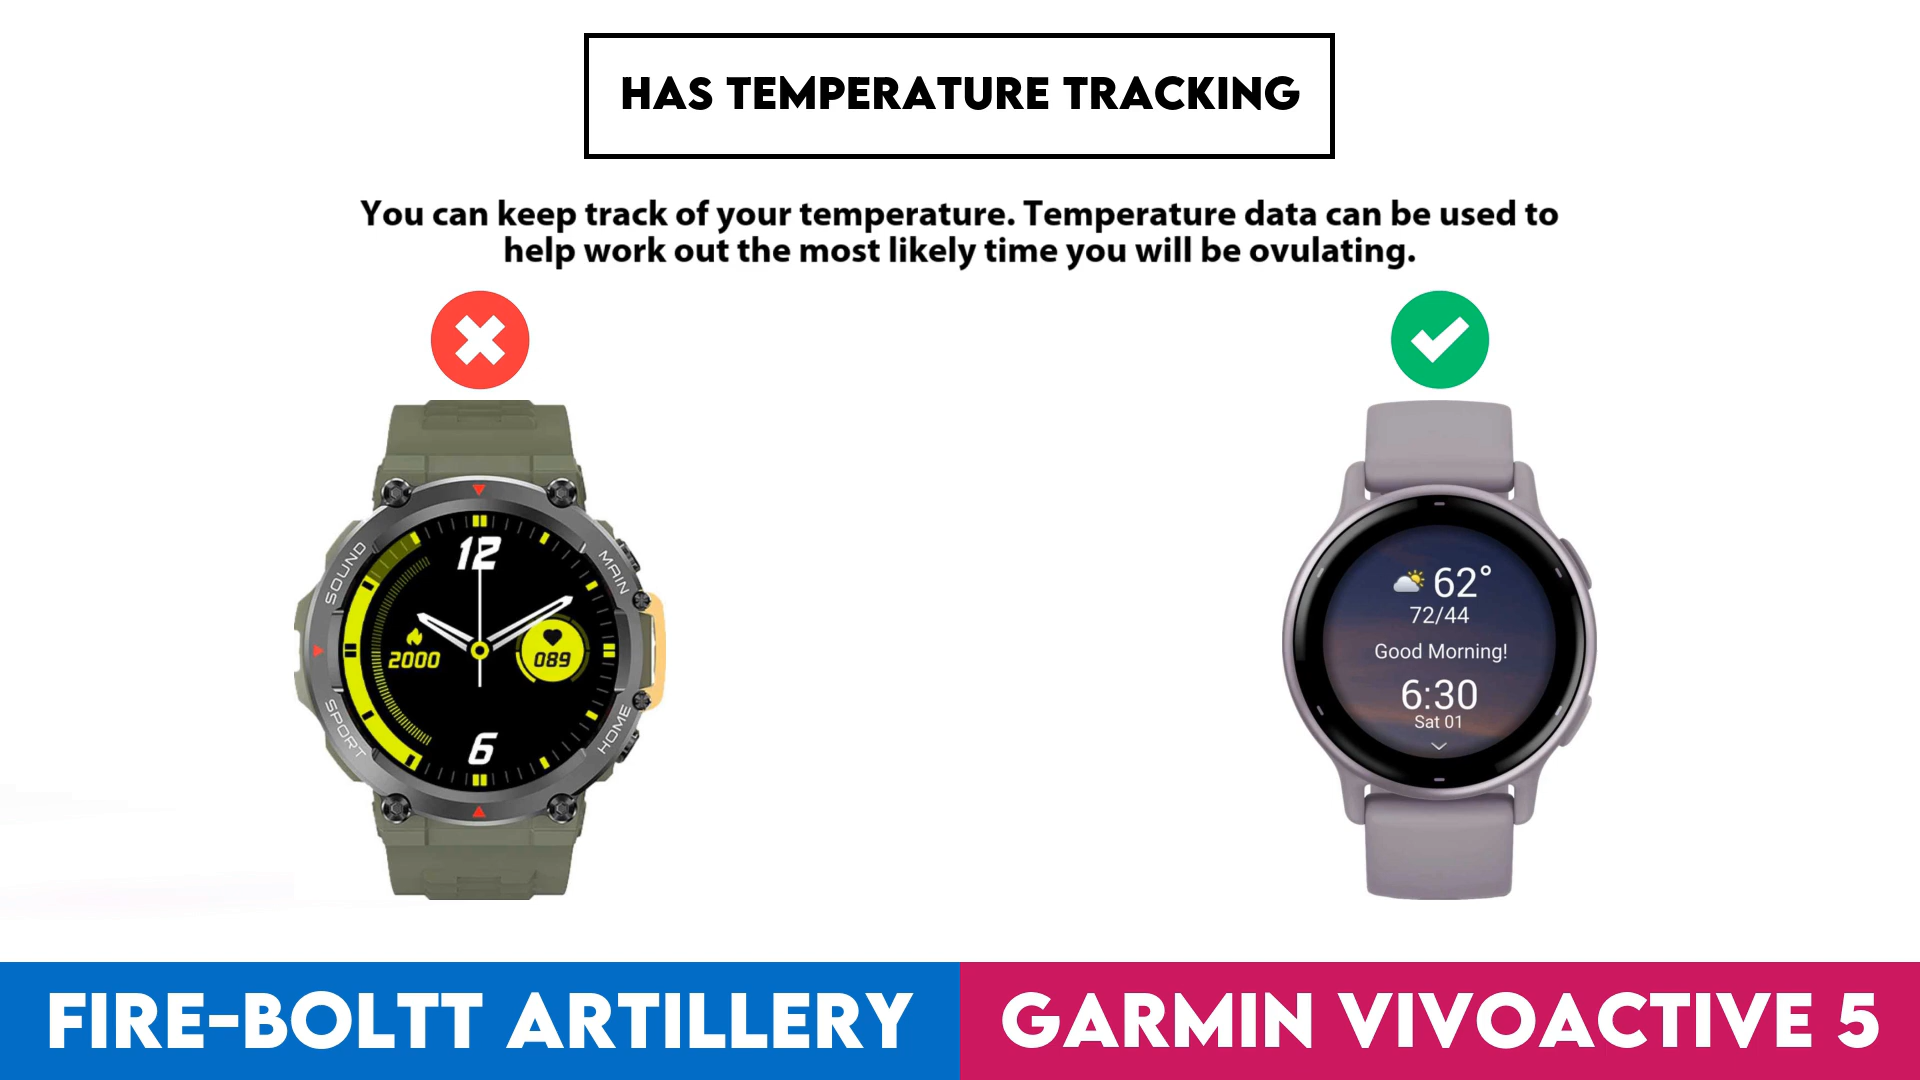 HAS TEMPERATURE TRACKING
You can keep track of your temperature. Temperature data can be used to
help work out the most likely time you will be ovulating.
SOUND
MAIN
12
2000
089
SPORT
HOME
6
62°
72/44
Good Morning!
6:30
Sat 01
FIRE-BOLTT ARTILLERY
GARMIN VIVOACTIVE 5